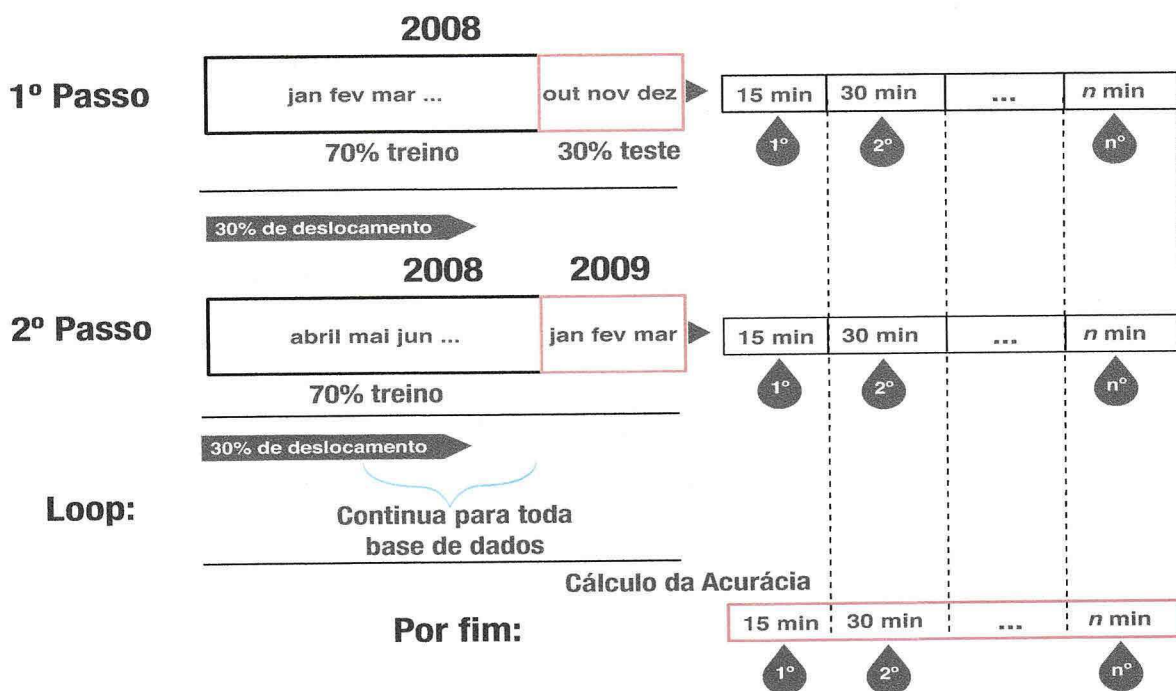 2008
1º Passo
jan fev mar ...
out nov dez
15 min
30 min
...
n min
70% treino
30% teste
1º
2º
nº
30% de deslocamento
2008
2009
2º Passo
abril mai jun ...
jan fev mar
15 min
30 min
...
n min
70% treino
1º
2º
nº
30% de deslocamento
Loop:
Continua para toda
base de dados
Cálculo da Acurácia
Por fim:
15 min
30 min
...
n min
1º
2º
nº